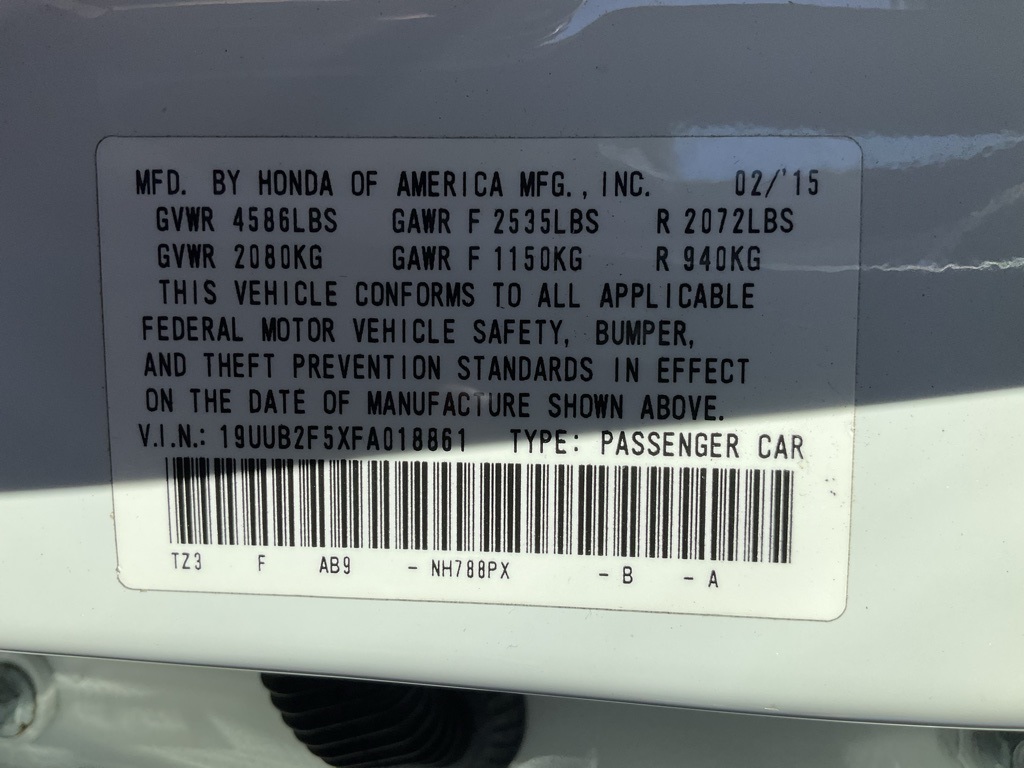 MFD. BY HONDA OF AMERICA MFG., INC. 02/'15
GVWR 4586LBS GAWR F 2535LBS R 2072LBS
GVWR 2080KG GAWR F 1150KG R 940KG
THIS VEHICLE CONFORMS TO ALL APPLICABLE
FEDERAL MOTOR VEHICLE SAFETY, BUMPER,
AND THEFT PREVENTION STANDARDS IN EFFECT
ON THE DATE OF MANUFACTURE SHOWN ABOVE.
V.I.N.: 19UUB2F5XFA018861 TYPE: PASSENGER CAR
TZ3 F AB9 - NH788PX - B - A